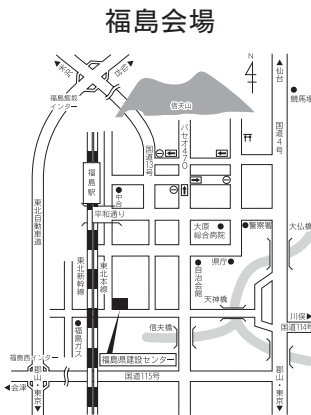 福島会場
N
▲仙台
競馬場
国道4号
米沢
福島飯坂
インター
信夫山
国道13号
パセオ470
福島駅
中合
平和通り
大原
総合病院
警察署
大仏橋
東北自動車道
東北新幹線
東北本線
県庁
自治会館
天神橋
川俣▶
国道114号
信夫橋
福島ガス
福島県建設センター
福島西インター
国道115号
◀会津
郡山・東京▼
郡山・東京▼